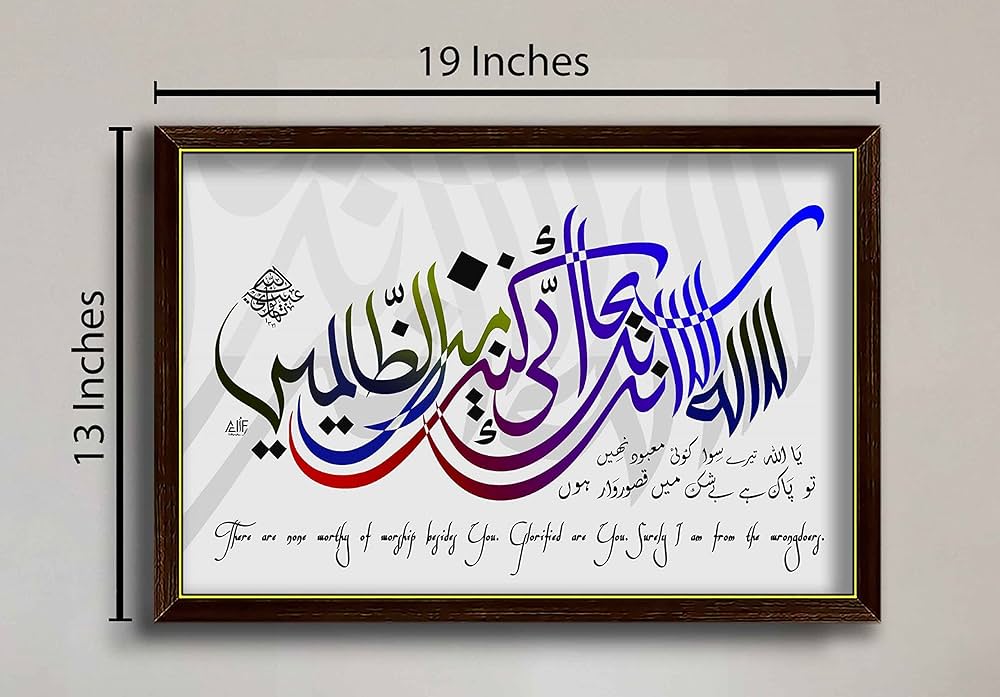 19 Inches
13 Inches
لا إله إلا أنت سبحانك إني كنت من الظالمين
ALIF
یا اللہ تیرے سوا کوئی معبود نہیں
تو پاک ہے بے شک میں قصوروار ہوں
There are none worthy of worship besides You. Glorified are You. Surely I am from the wrongdoers.